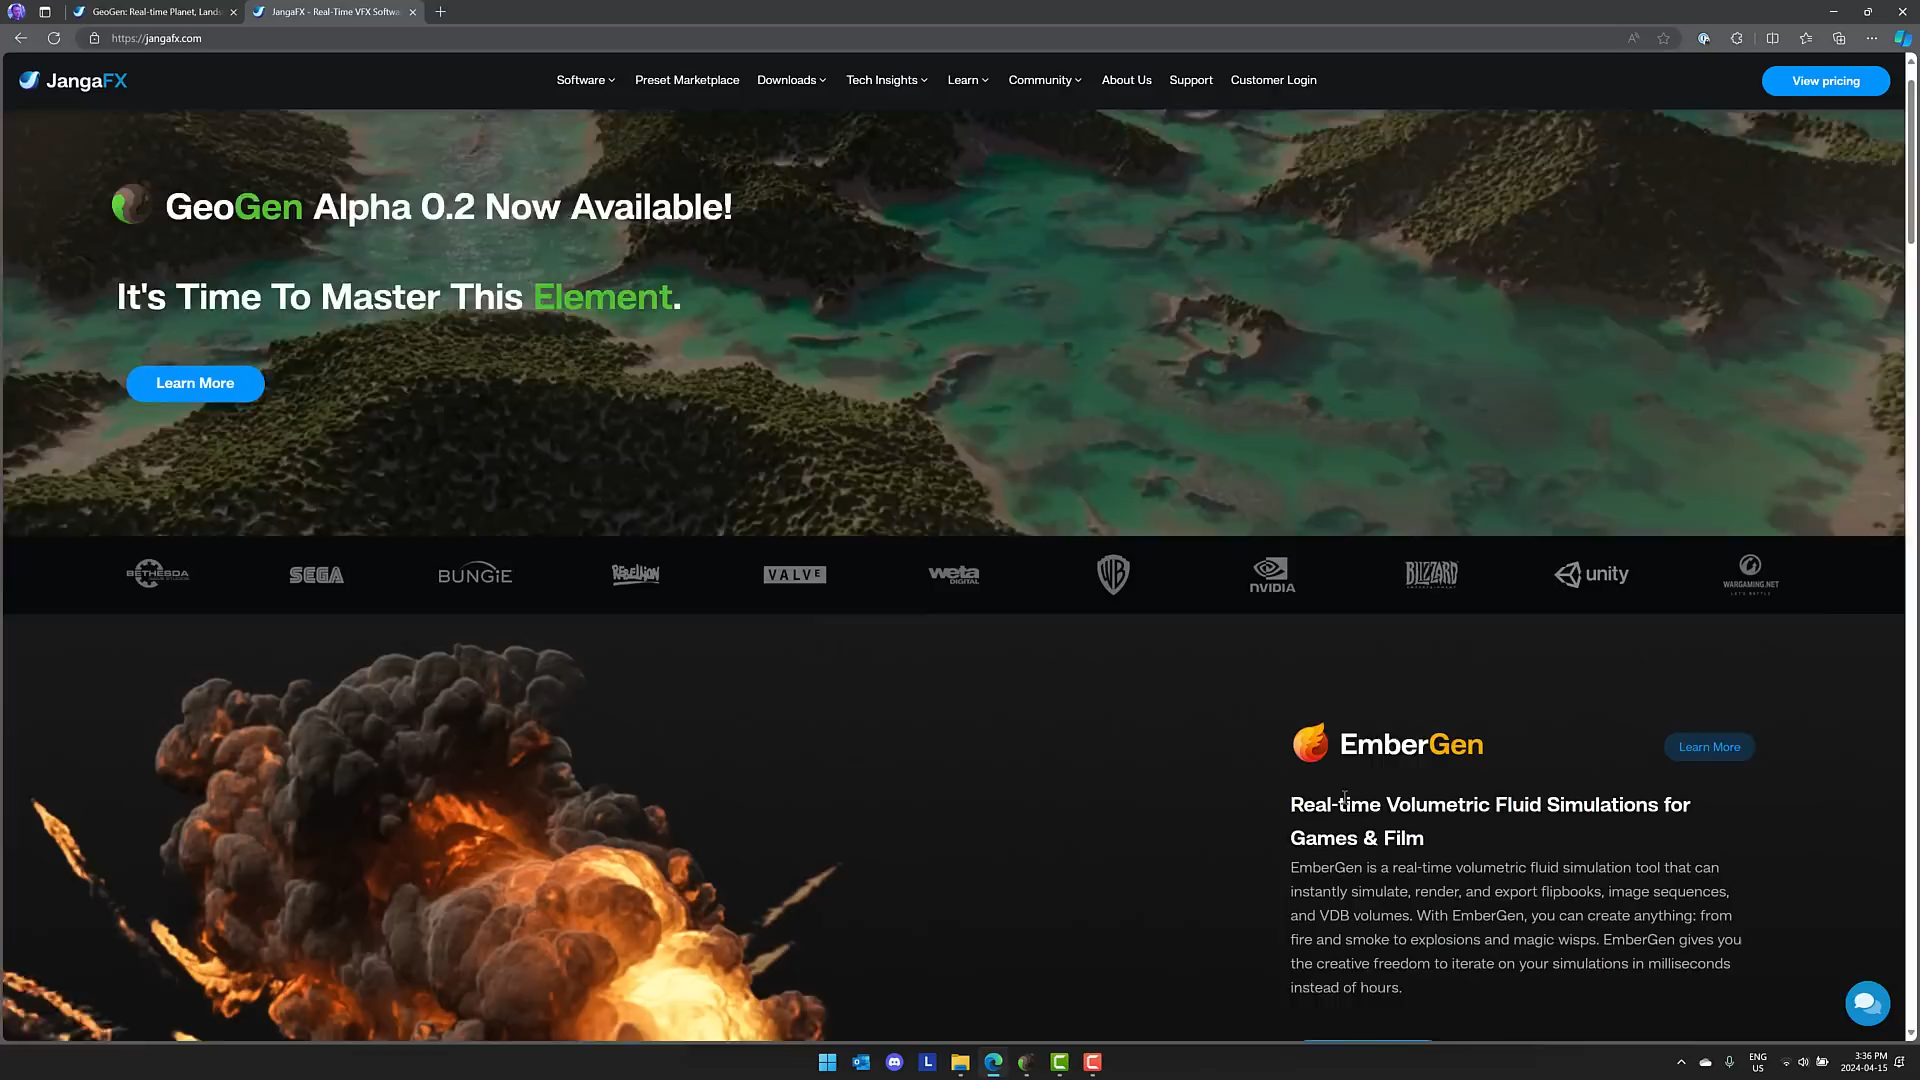 GeoGen: Real-time Planet, Lands
JangaFX - Real-Time VFX Softwa
https://jangafx.com
JangaFX
Software
Preset Marketplace
Downloads
Tech Insights
Learn
Community
About Us
Support
Customer Login
View pricing
GeoGen Alpha 0.2 Now Available!
It's Time To Master This Element.
Learn More
BETHESDA
SEGA
BUNGiE
REBELLION
VALVE
weta
DIGITAL
WB
NVIDIA
BLIZZARD
ENTERTAINMENT
unity
WARGAMING.NET
LET'S BATTLE
EmberGen
Learn More
Real-time Volumetric Fluid Simulations for
Games & Film
EmberGen is a real-time volumetric fluid simulation tool that can
instantly simulate, render, and export flipbooks, image sequences,
and VDB volumes. With EmberGen, you can create anything: from
fire and smoke to explosions and magic wisps. EmberGen gives you
the creative freedom to iterate on your simulations in milliseconds
instead of hours.
L
ENG
US
3:36 PM
2024-04-15